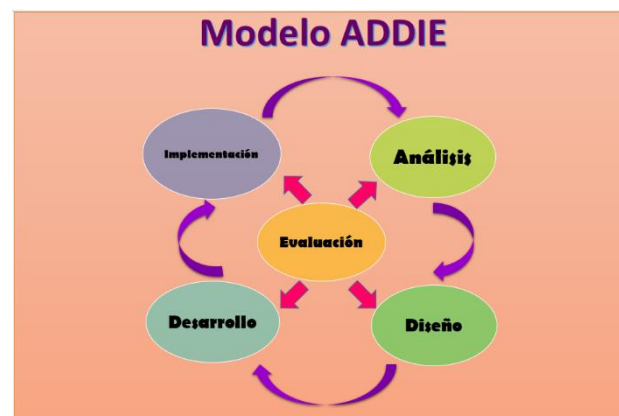 Modelo ADDIE
Implementación
Análisis
Evaluación
Desarrollo
Diseño